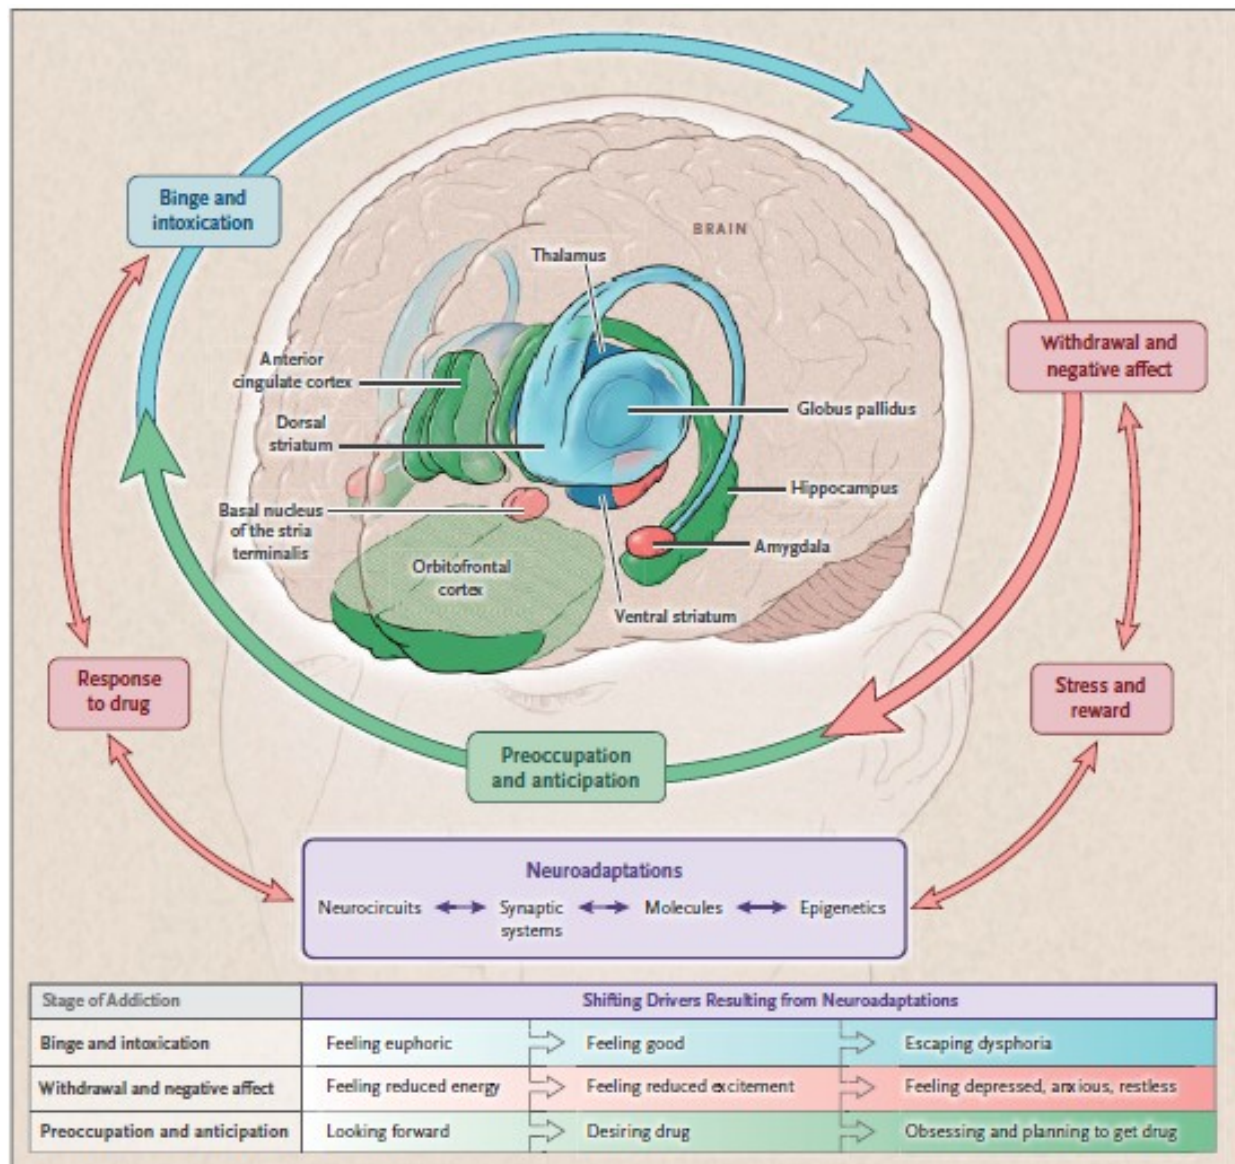 Binge and
intoxication
BRAIN
Thalamus
Withdrawal and
negative affect
Anterior
cingulate cortex
Globus pallidus
Dorsal
striatum
Hippocampus
Basal nucleus
of the stria
terminalis
Amygdala
Orbitofrontal
cortex
Ventral striatum
Response
to drug
Stress and
reward
Preoccupation
and anticipation
Neuroadaptations
Neurocircuits Synaptic Molecules Epigenetics
systems
Stage of Addiction Shifting Drivers Resulting from Neuroadaptations
Binge and intoxication Feeling euphoric Feeling good Escaping dysphoria
Withdrawal and negative affect Feeling reduced energy Feeling reduced excitement Feeling depressed, anxious, restless
Preoccupation and anticipation Looking forward Desiring drug Obsessing and planning to get drug